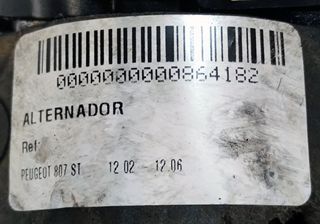 0000000000864182
ALTERNADOR
Ref:
PEUGEOT 807 ST 12.02 - 12.06